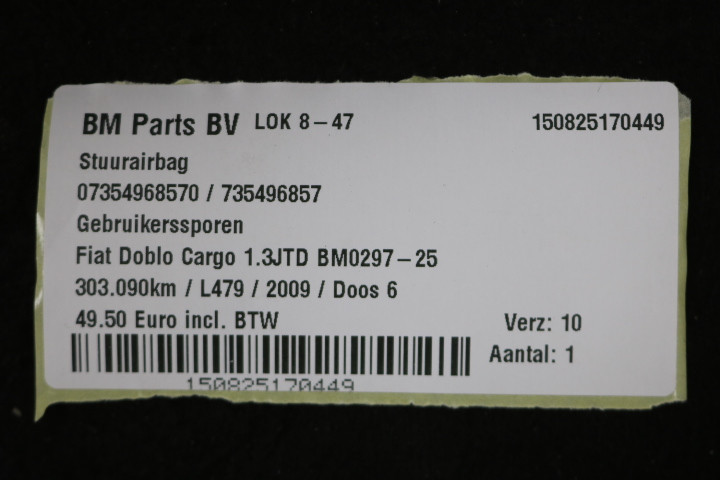 BM Parts BV LOK 8-47 150825170449
Stuurairbag
07354968570 / 735496857
Gebruikerssporen
Fiat Doblo Cargo 1.3JTD BM0297-25
303.090km / L479 / 2009 / Doos 6
49.50 Euro incl. BTW Verz: 10
Aantal: 1
150825170449